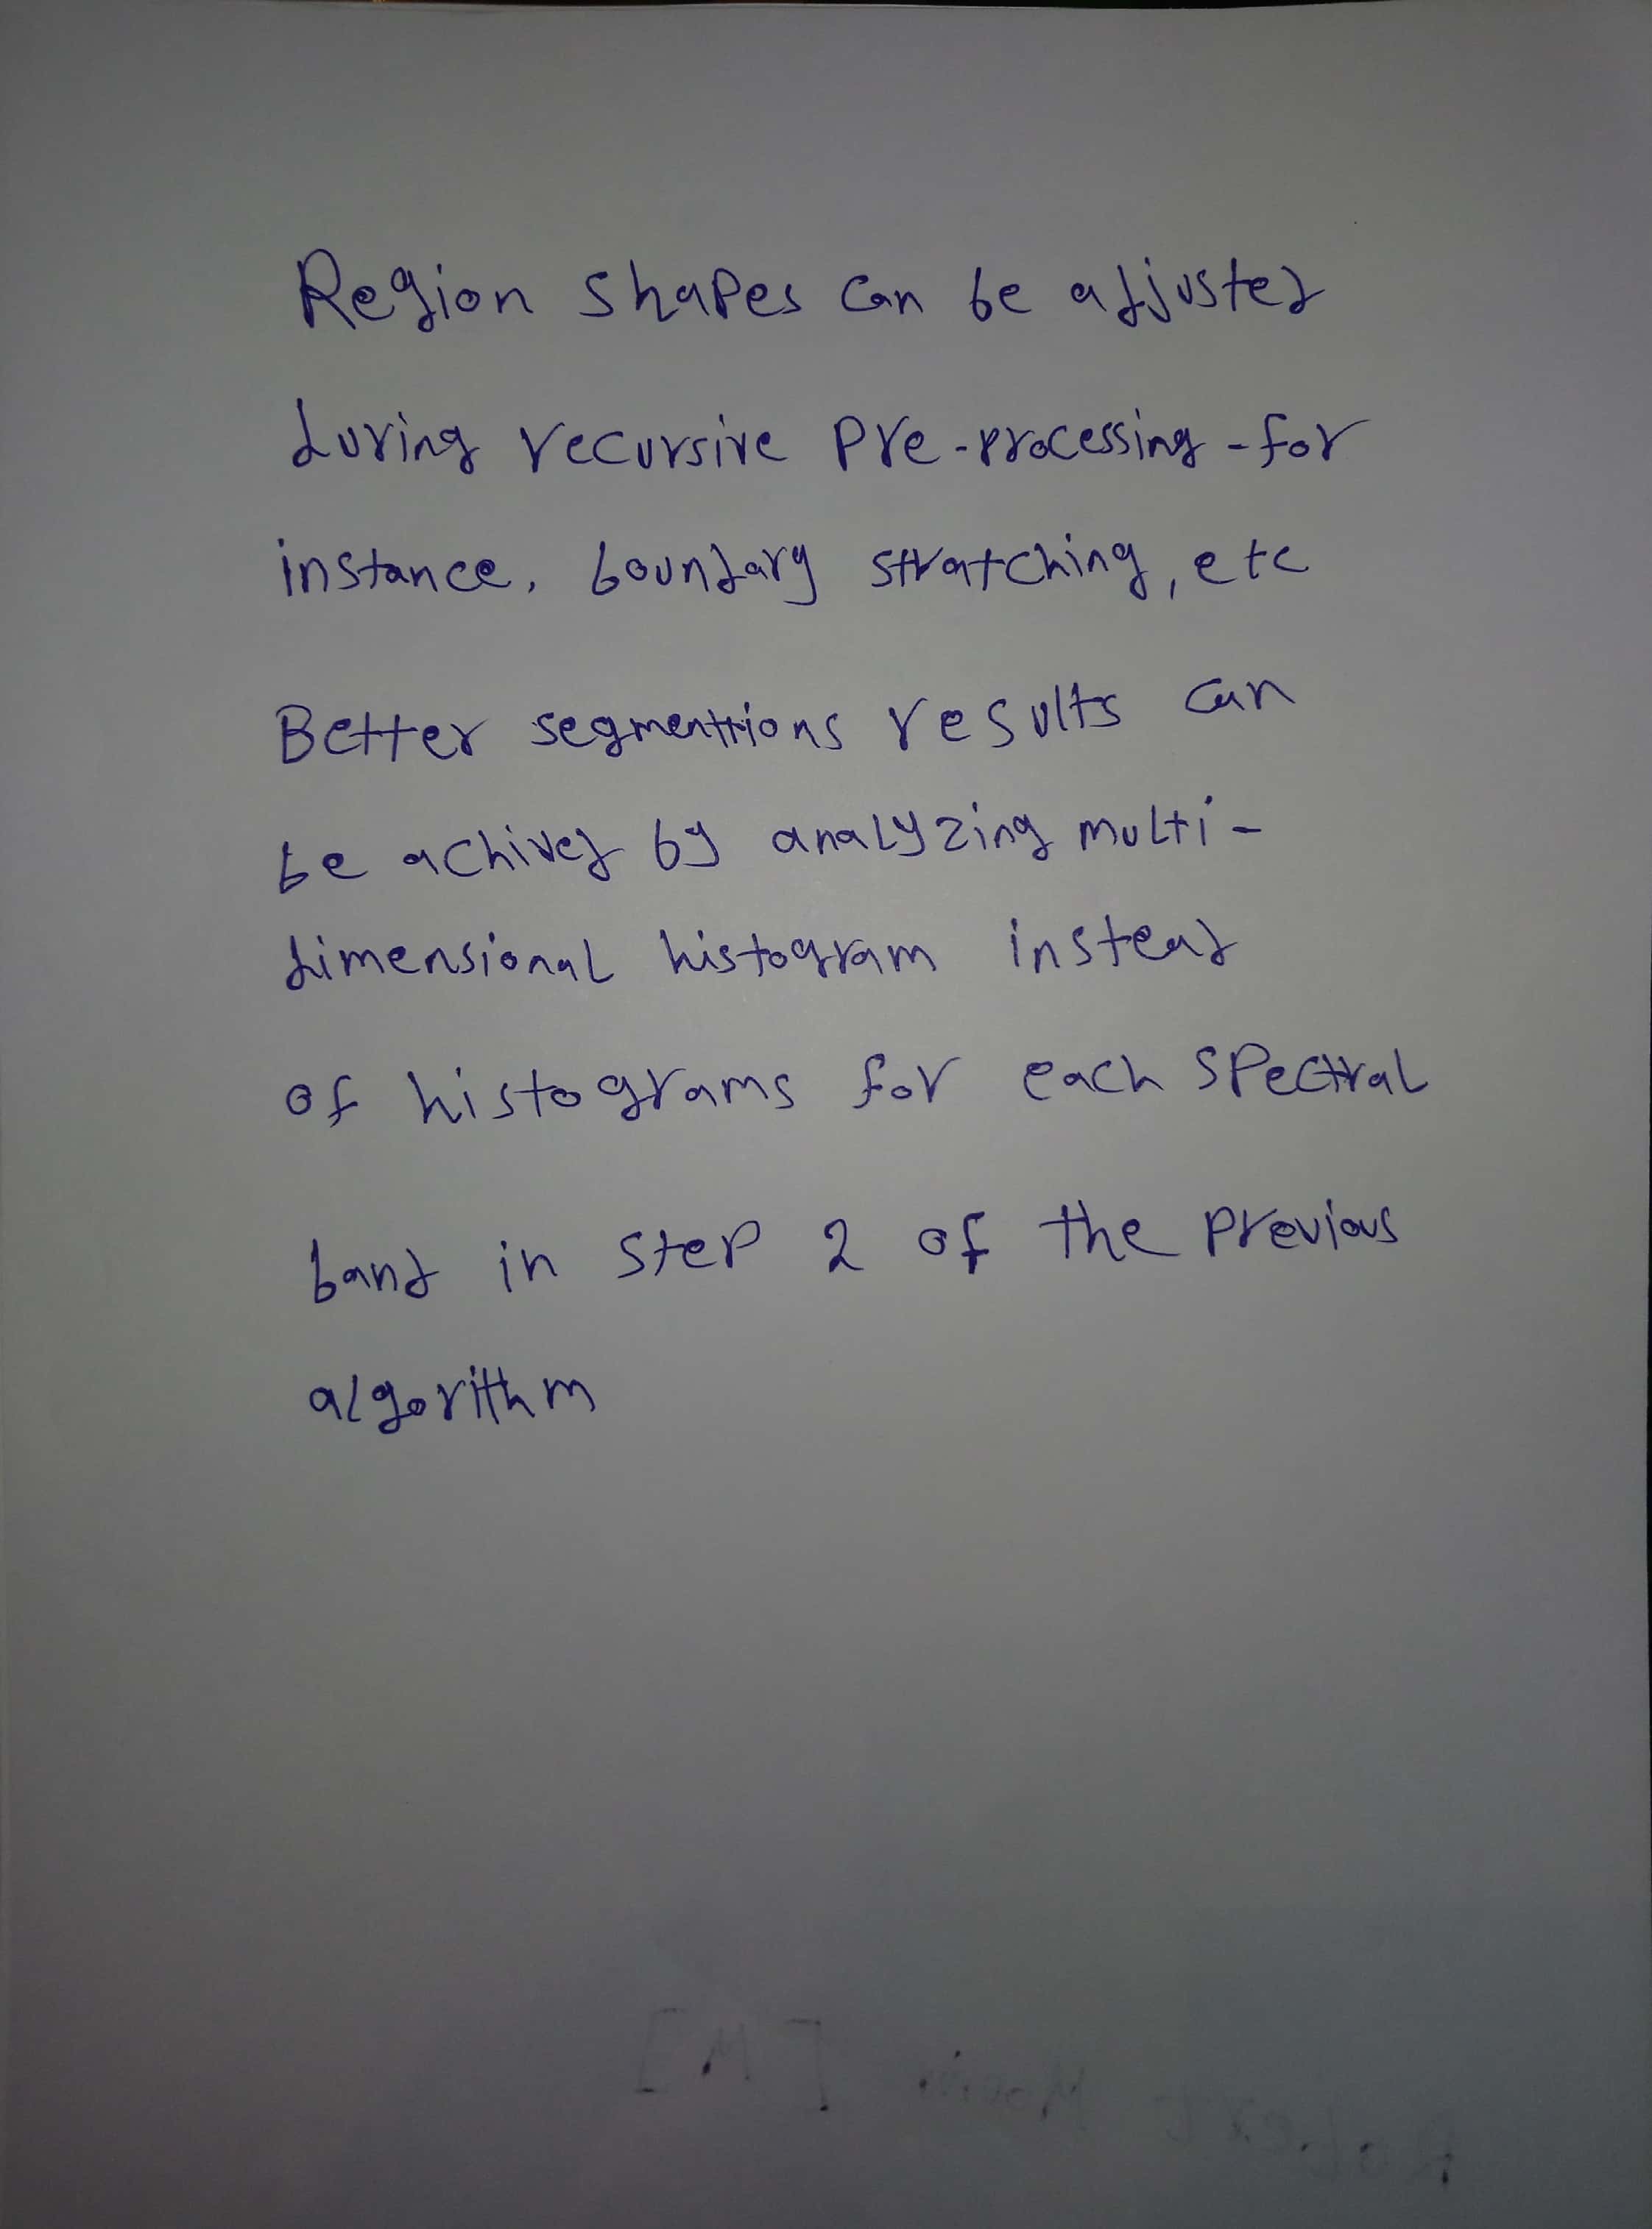 Region shapes can be adjusted
during recursive Pre-processing - for
instance, boundary stratching, etc
Better segmenttions results can
be achived by analyzing multi-
dimensional histogram instead
of histograms for each spectral
band in step 2 of the previous
algorithm